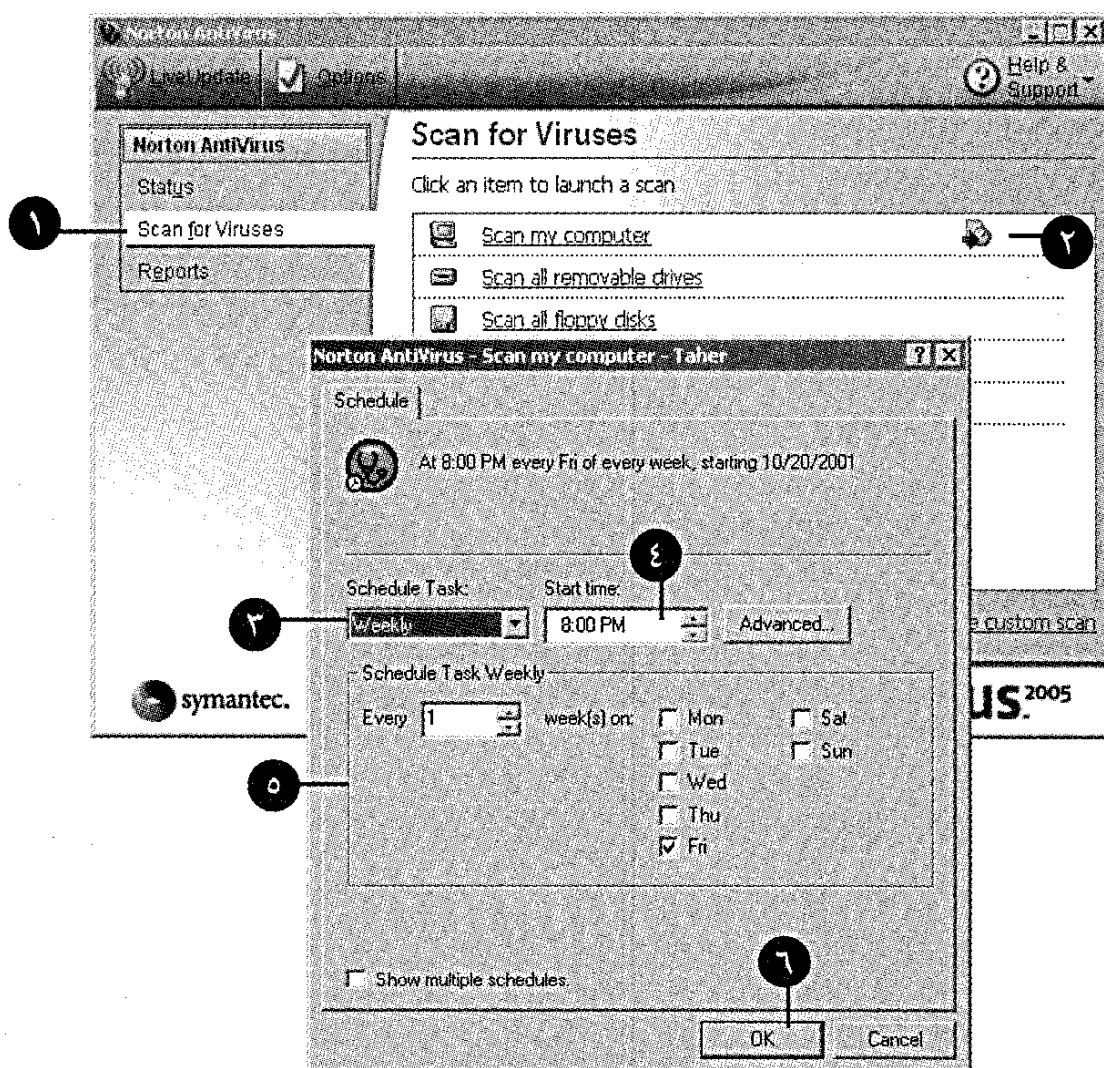 Norton AntiVirus
LiveUpdate
Options
Help &
Support
Norton AntiVirus
Status
Scan for Viruses
Reports
Scan for Viruses
Click an item to launch a scan
Scan my computer
Scan all removable drives
Scan all floppy disks
١
٢
Norton AntiVirus - Scan my computer - Taher
Schedule
At 8:00 PM every Fri of every week, starting 10/20/2001
٤
Schedule Task:
Start time:
٣
Weekly
8:00 PM
Advanced...
custom scan
Schedule Task Weekly
symantec.
2005
Every
1
week(s) on:
Mon
Sat
Tue
Sun
Wed
Thu
Fri
٥
٦
Show multiple schedules.
OK
Cancel